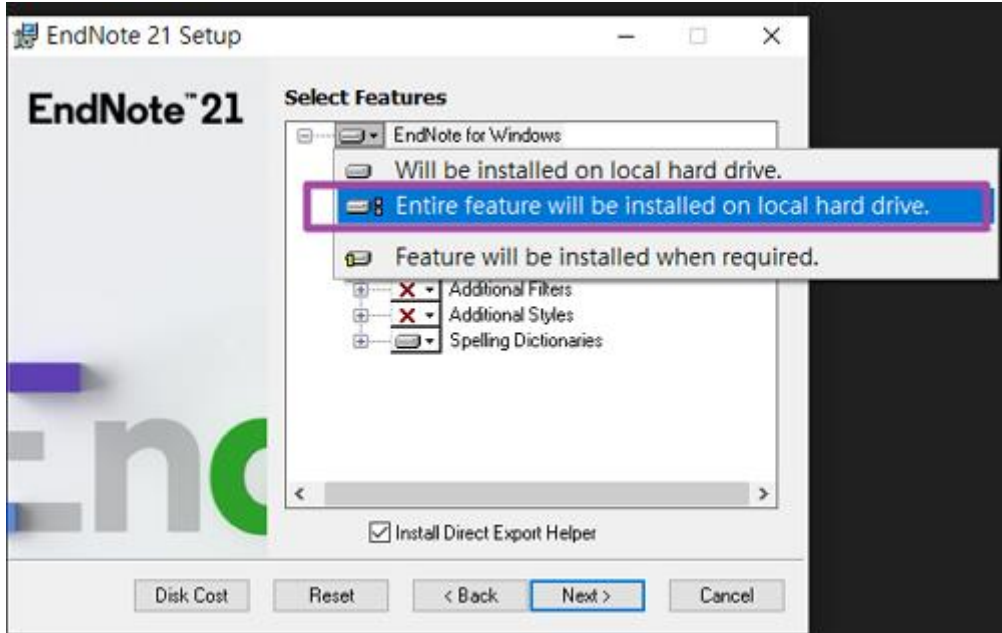 EndNote 21 Setup
EndNote™21
Select Features
EndNote for Windows
Will be installed on local hard drive.
Entire feature will be installed on local hard drive.
Feature will be installed when required.
Additional Filters
Additional Styles
Spelling Dictionaries
En
Install Direct Export Helper
Disk Cost
Reset
< Back
Next >
Cancel